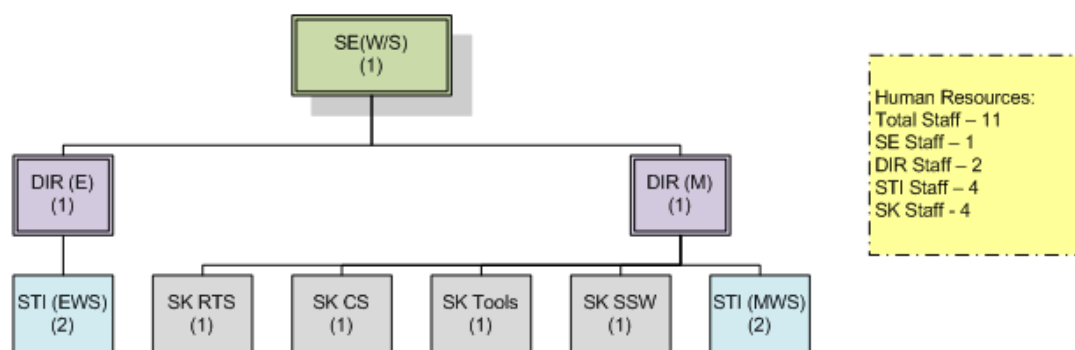 SE(W/S)
(1)
Human Resources:
Total Staff – 11
SE Staff – 1
DIR Staff – 2
STI Staff – 4
SK Staff - 4
DIR (E)
(1)
DIR (M)
(1)
STI (EWS)
(2)
SK RTS
(1)
SK CS
(1)
SK Tools
(1)
SK SSW
(1)
STI (MWS)
(2)